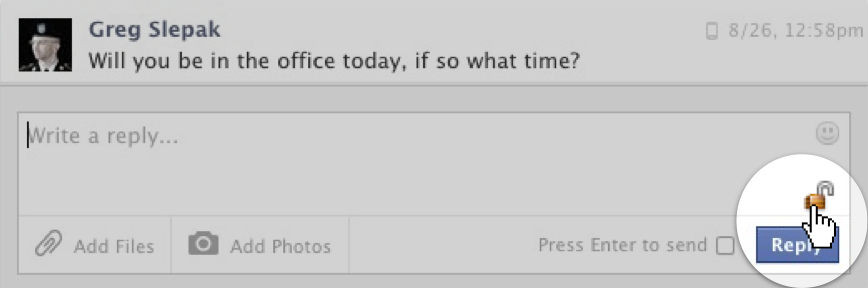 Greg Slepak
8/26, 12:58pm
Will you be in the office today, if so what time?
Write a reply...
Add Files
Add Photos
Press Enter to send
Reply